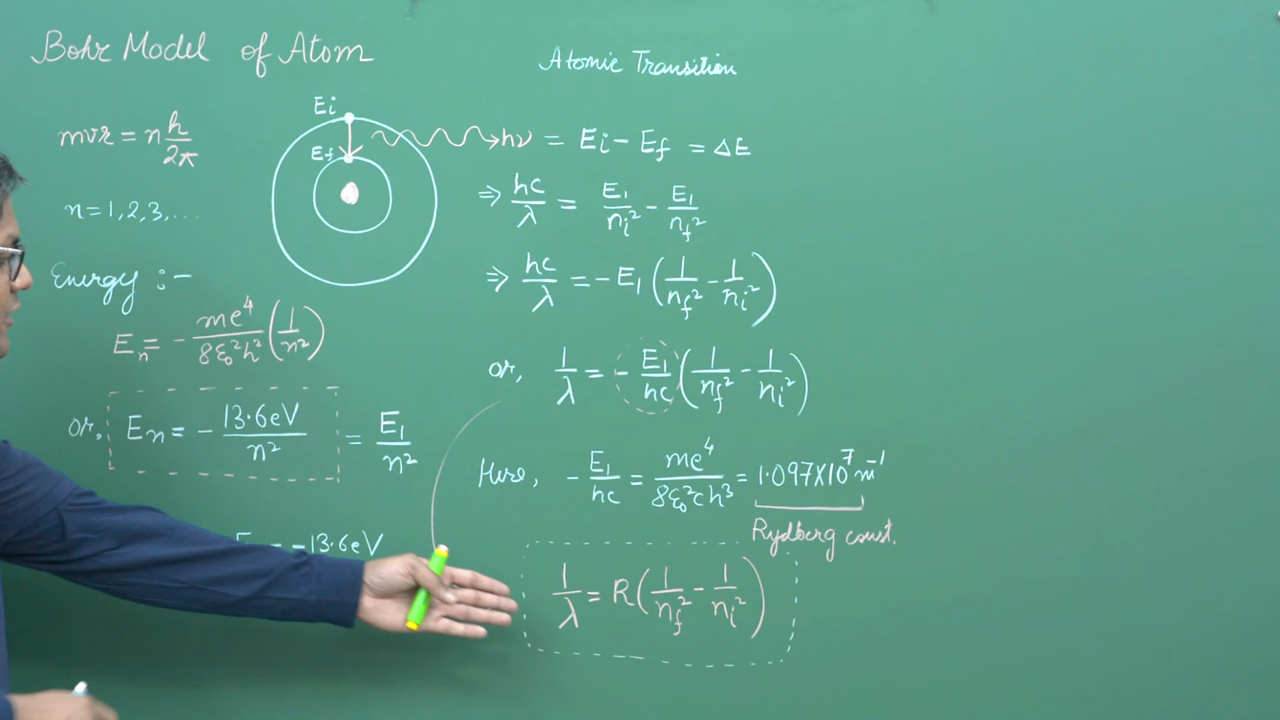 Bohr Model of Atom
mvr = n h/2π
n = 1, 2, 3, ....
Energy :-
En = - me⁴/8ε₀²h² (1/n²)
or, En = - 13.6eV/n² = E1/n²
= -13.6eV
Atomic Transition
Ei
Ef
hν = Ei - Ef = ΔE
⇒ hc/λ = E1/ni² - E1/nf²
⇒ hc/λ = - E1 (1/nf² - 1/ni²)
or, 1/λ = - E1/hc (1/nf² - 1/ni²)
Here, - E1/hc = me⁴/8ε₀²ch³ = 1.097X10⁷ m⁻¹
Rydberg const.
1/λ = R (1/nf² - 1/ni²)